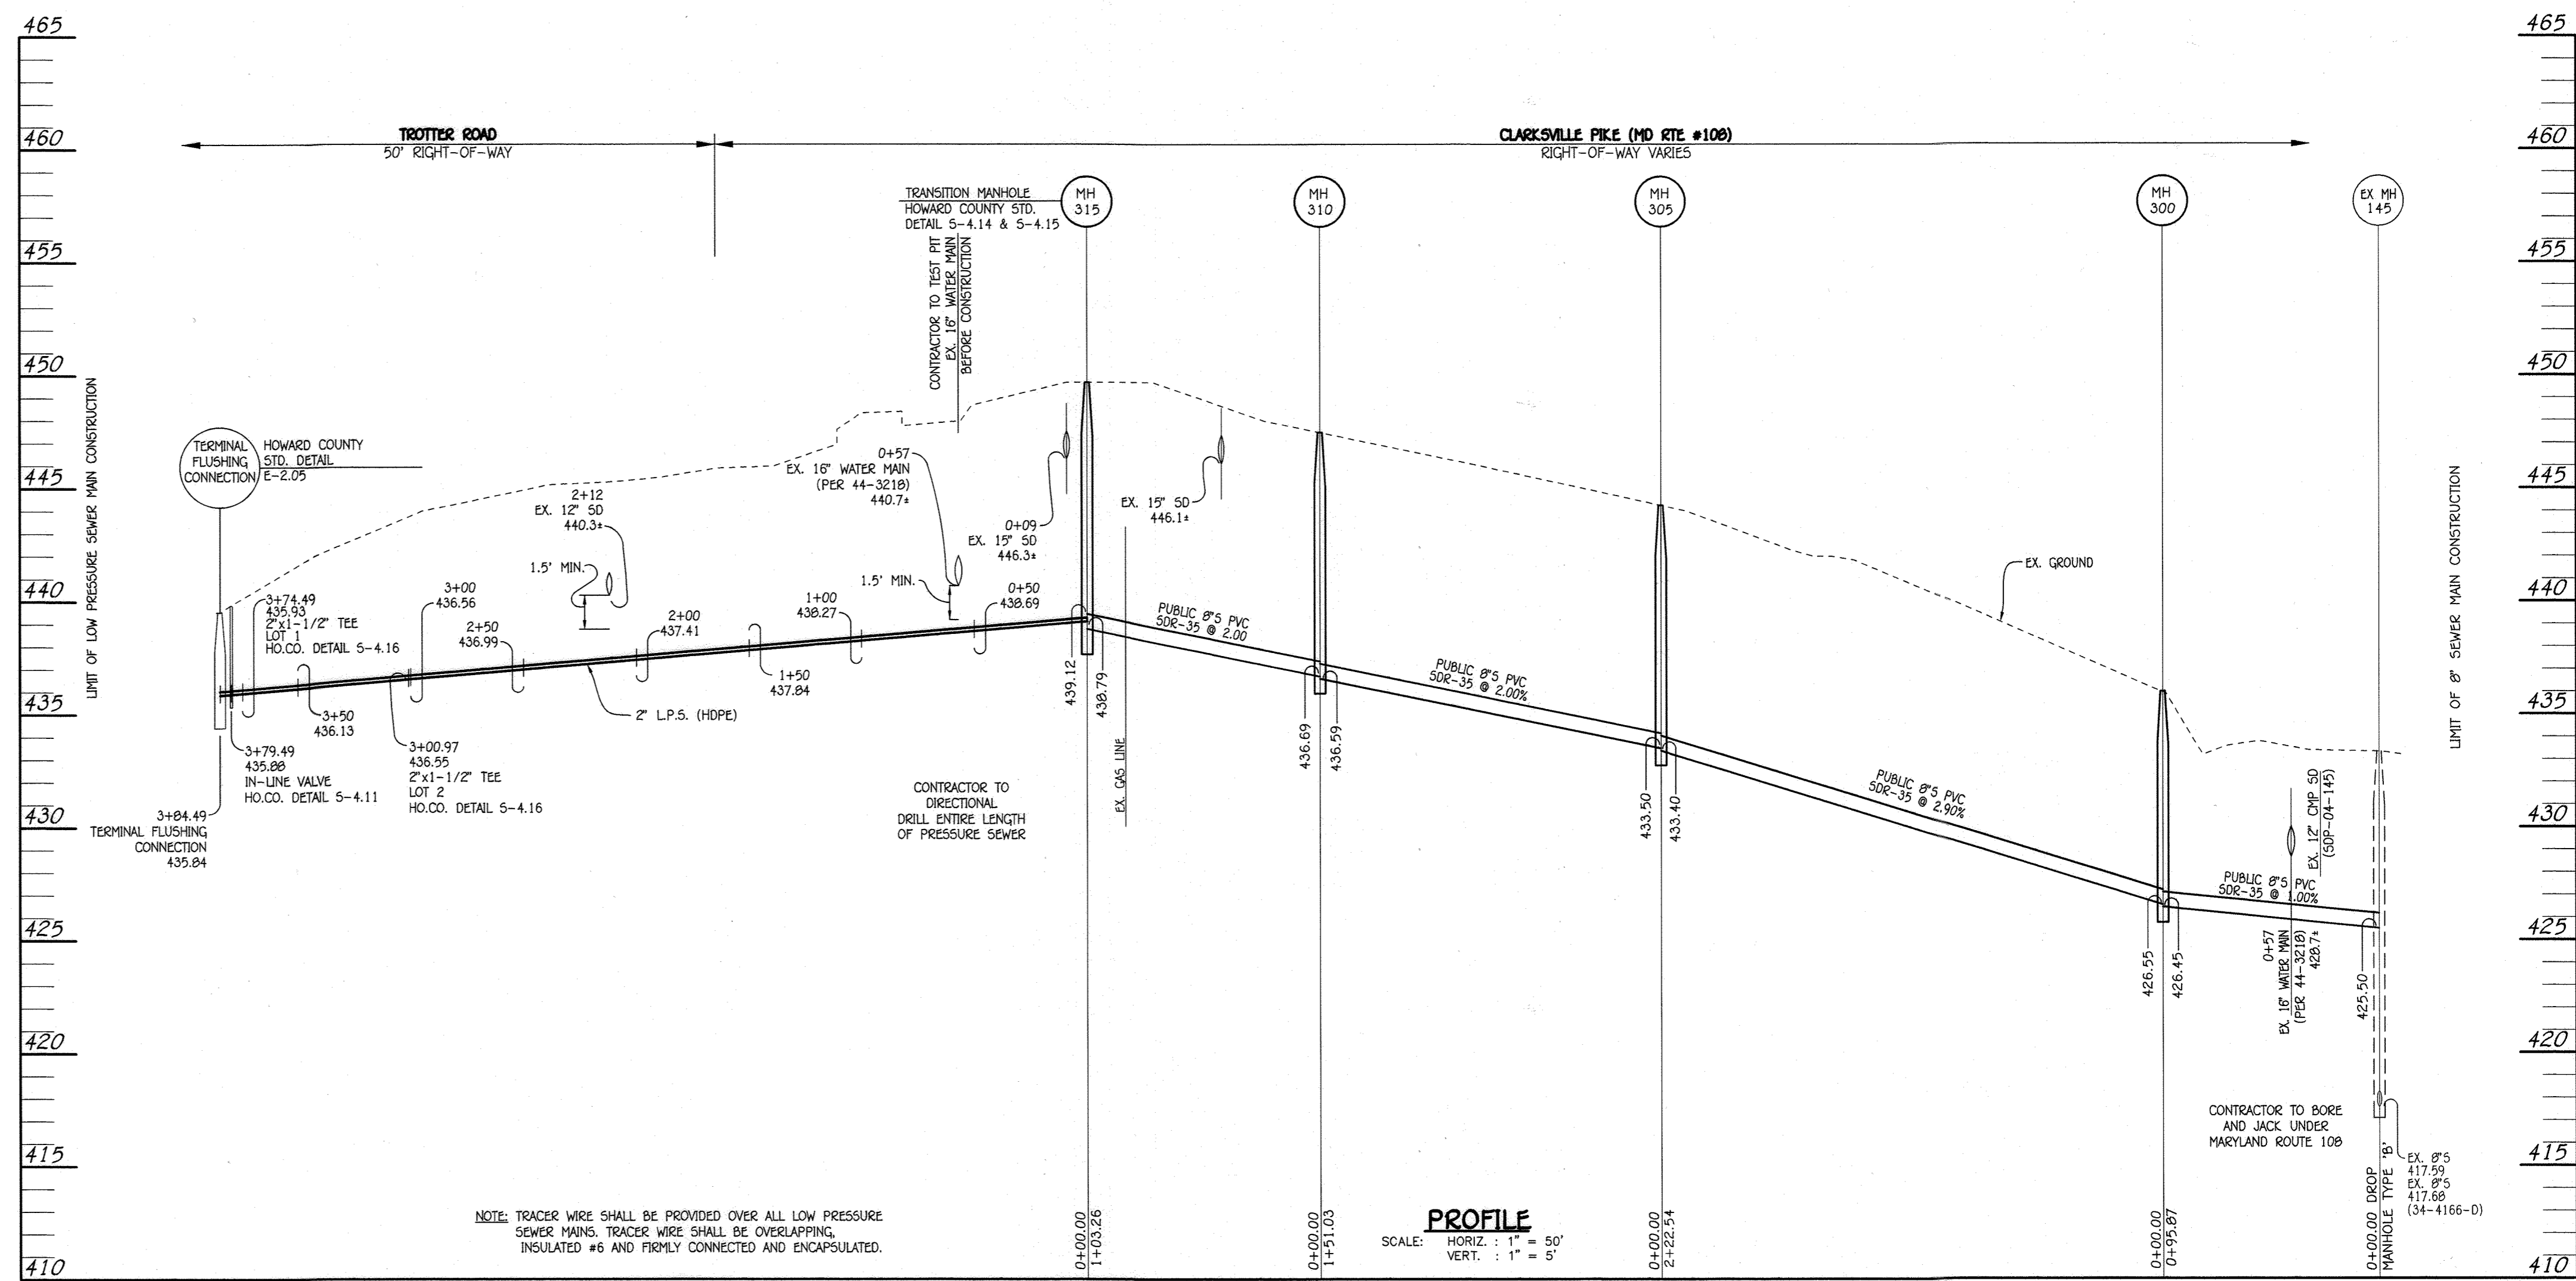 465
460
455
450
445
440
435
430
425
420
415
410
465
460
455
450
445
440
435
430
425
420
415
410
TROTTER ROAD
50' RIGHT-OF-WAY
CLARKSVILLE PIKE (MD RTE #108)
RIGHT-OF-WAY VARIES
TRANSITION MANHOLE
HOWARD COUNTY STD.
DETAIL S-4.14 & S-4.15
MH
315
MH
310
MH
305
MH
300
EX MH
145
CONTRACTOR TO TEST PIT
EX. 16" WATER MAIN
BEFORE CONSTRUCTION
LIMIT OF LOW PRESSURE SEWER MAIN CONSTRUCTION
TERMINAL
FLUSHING
CONNECTION
HOWARD COUNTY
STD. DETAIL
E-2.05
2+12
EX. 12" SD
440.3±
1.5' MIN.
0+57
EX. 16" WATER MAIN
(PER 44-3218)
440.7±
0+09
EX. 15" SD
446.3±
1.5' MIN.
EX. 15" SD
446.1±
EX. GROUND
LIMIT OF 8" SEWER MAIN CONSTRUCTION
3+74.49
435.93
2"x1-1/2" TEE
LOT 1
HO.CO. DETAIL S-4.16
3+00
436.56
2+50
436.99
2+00
437.41
1+50
437.84
1+00
438.27
0+50
438.69
3+50
436.13
3+79.49
435.88
IN-LINE VALVE
HO.CO. DETAIL S-4.11
3+00.97
436.55
2"x1-1/2" TEE
LOT 2
HO.CO. DETAIL S-4.16
2" L.P.S. (HDPE)
3+84.49
TERMINAL FLUSHING
CONNECTION
435.84
CONTRACTOR TO
DIRECTIONAL
DRILL ENTIRE LENGTH
OF PRESSURE SEWER
439.12
438.79
EX. GAS LINE
PUBLIC 8"S PVC
SDR-35 @ 2.00
436.69
436.59
PUBLIC 8"S PVC
SDR-35 @ 2.00%
433.50
433.40
PUBLIC 8"S PVC
SDR-35 @ 2.90%
426.55
426.45
PUBLIC 8"S PVC
SDR-35 @ 1.00%
EX. 12" CMP SD
(SDP-04-145)
0+57
EX. 16" WATER MAIN
(PER 44-3218)
428.7±
425.50
CONTRACTOR TO BORE
AND JACK UNDER
MARYLAND ROUTE 108
EX. 8"S
417.59
EX. 8"S
417.68
(34-4166-D)
NOTE: TRACER WIRE SHALL BE PROVIDED OVER ALL LOW PRESSURE
SEWER MAINS. TRACER WIRE SHALL BE OVERLAPPING,
INSULATED #6 AND FIRMLY CONNECTED AND ENCAPSULATED.
0+00.00
1+03.26
0+00.00
1+51.03
PROFILE
SCALE: HORIZ. : 1" = 50'
VERT. : 1" = 5'
0+00.00
2+22.54
0+00.00
0+95.87
0+00.00 DROP
MANHOLE TYPE 'B'